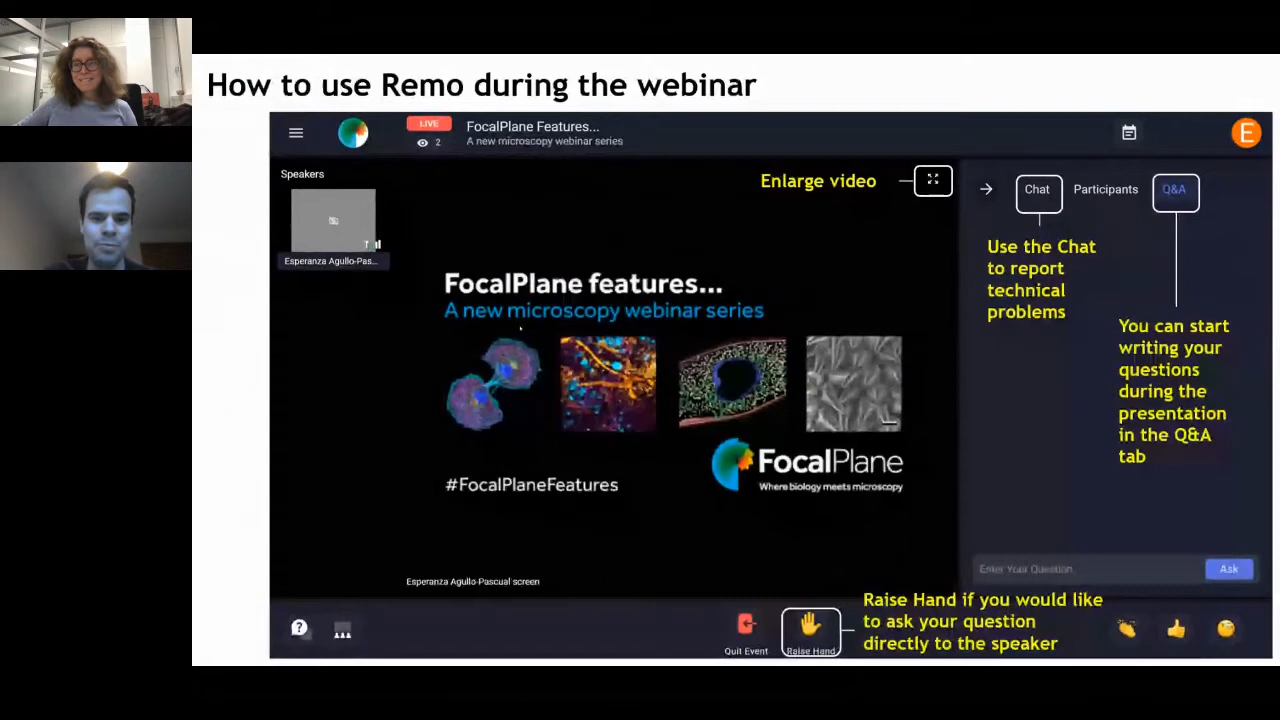 How to use Remo during the webinar
LIVE
2
FocalPlane Features...
A new microscopy webinar series
E
Speakers
Enlarge video
Chat
Participants
Q&A
Esperanza Agullo-Pas...
Use the Chat
to report
technical
problems
FocalPlane features...
A new microscopy webinar series
You can start
writing your
questions
during the
presentation
in the Q&A
tab
FocalPlane
Where biology meets microscopy
#FocalPlaneFeatures
Enter Your Question
Ask
Esperanza Agullo-Pascual screen
Raise Hand if you would like
to ask your question
directly to the speaker
?
Quit Event
Raise Hand